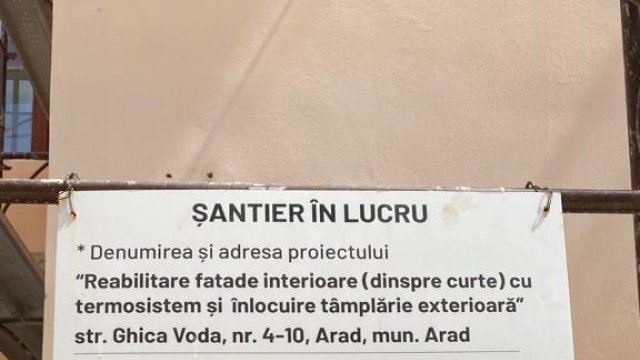 ȘANTIER ÎN LUCRU
* Denumirea și adresa proiectului
“Reabilitare fatade interioare (dinspre curte) cu
termosistem și înlocuire tâmplărie exterioară”
str. Ghica Voda, nr. 4-10, Arad, mun. Arad